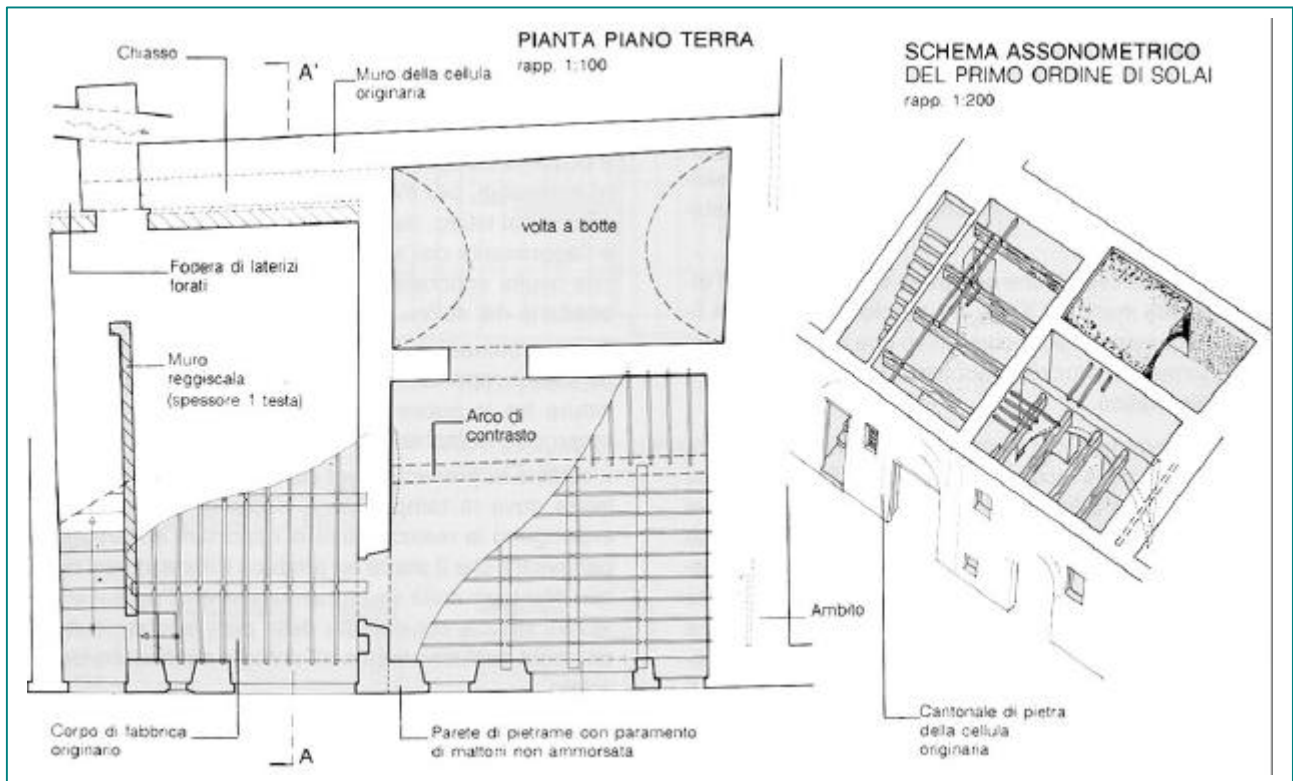 PIANTA PIANO TERRA
rapp. 1:100
SCHEMA ASSONOMETRICO
DEL PRIMO ORDINE DI SOLAI
rapp. 1:200
Chiasso
A'
Muro della cellula
originaria
volta a botte
Fodera di laterizi
forati
Muro
reggiscala
(spessore 1 testa)
Arco di
contrasto
Ambito
Corpo di fabbrica
originario
A
Parete di pietrame con paramento
di mattoni non ammorsata
Cantonale di pietra
della cellula
originaria